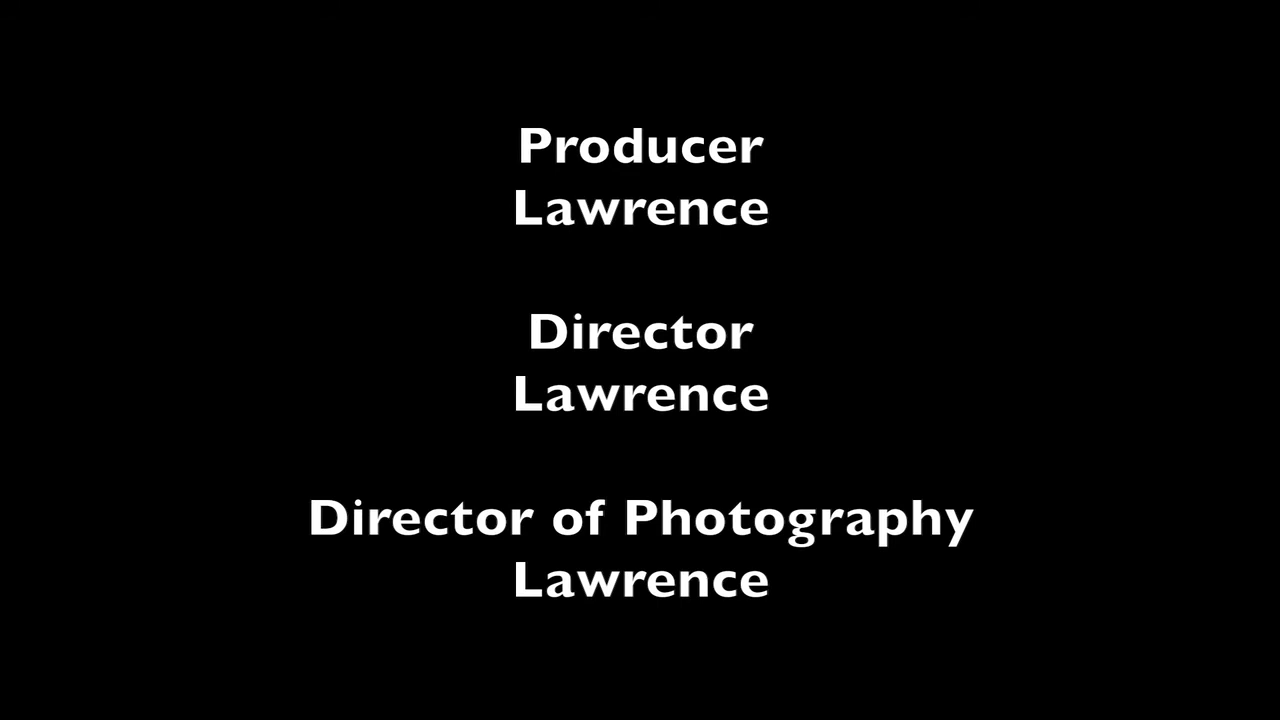 Producer
Lawrence
Director
Lawrence
Director of Photography
Lawrence